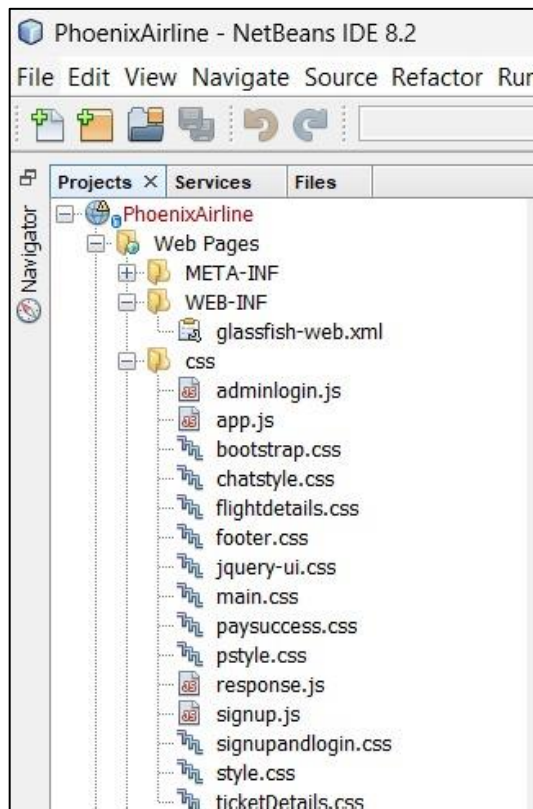 PhoenixAirline - NetBeans IDE 8.2
File Edit View Navigate Source Refactor Run
Projects × Services Files
Navigator
PhoenixAirline
Web Pages
META-INF
WEB-INF
glassfish-web.xml
css
adminlogin.js
app.js
bootstrap.css
chatstyle.css
flightdetails.css
footer.css
jquery-ui.css
main.css
paysuccess.css
pstyle.css
response.js
signup.js
signupandlogin.css
style.css
ticketDetails.css